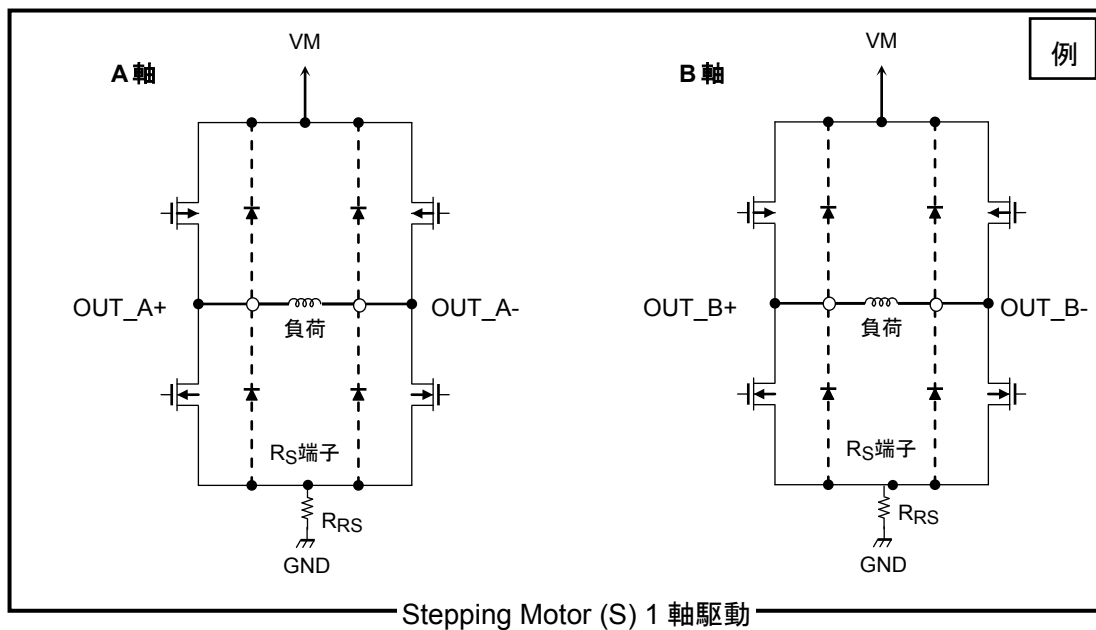 例
VM
A 軸
OUT_A+
OUT_A-
負荷
RS端子
RRS
GND
VM
B 軸
OUT_B+
OUT_B-
負荷
RS端子
RRS
GND
Stepping Motor (S) 1 軸駆動